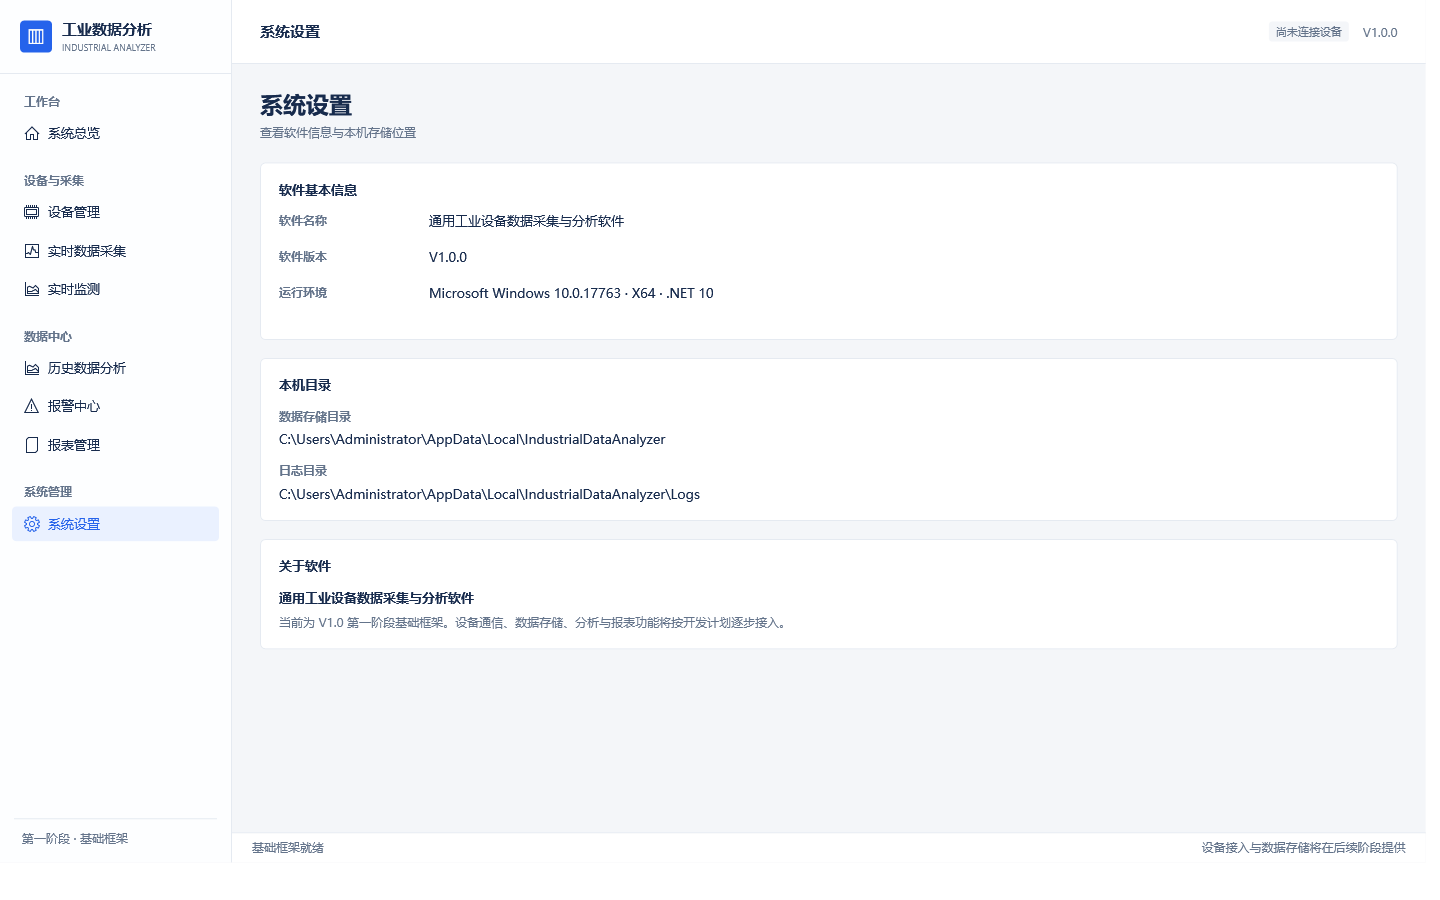 工业数据分析
INDUSTRIAL ANALYZER
工作台
系统总览
设备与采集
设备管理
实时数据采集
实时监测
数据中心
历史数据分析
报警中心
报表管理
系统管理
系统设置
第一阶段 · 基础框架
系统设置
尚未连接设备
V1.0.0
系统设置
查看软件信息与本机存储位置
软件基本信息
软件名称 通用工业设备数据采集与分析软件
软件版本 V1.0.0
运行环境 Microsoft Windows 10.0.17763 · X64 · .NET 10
本机目录
数据存储目录
C:\Users\Administrator\AppData\Local\IndustrialDataAnalyzer
日志目录
C:\Users\Administrator\AppData\Local\IndustrialDataAnalyzer\Logs
关于软件
通用工业设备数据采集与分析软件
当前为 V1.0 第一阶段基础框架。设备通信、数据存储、分析与报表功能将按开发计划逐步接入。
基础框架就绪
设备接入与数据存储将在后续阶段提供